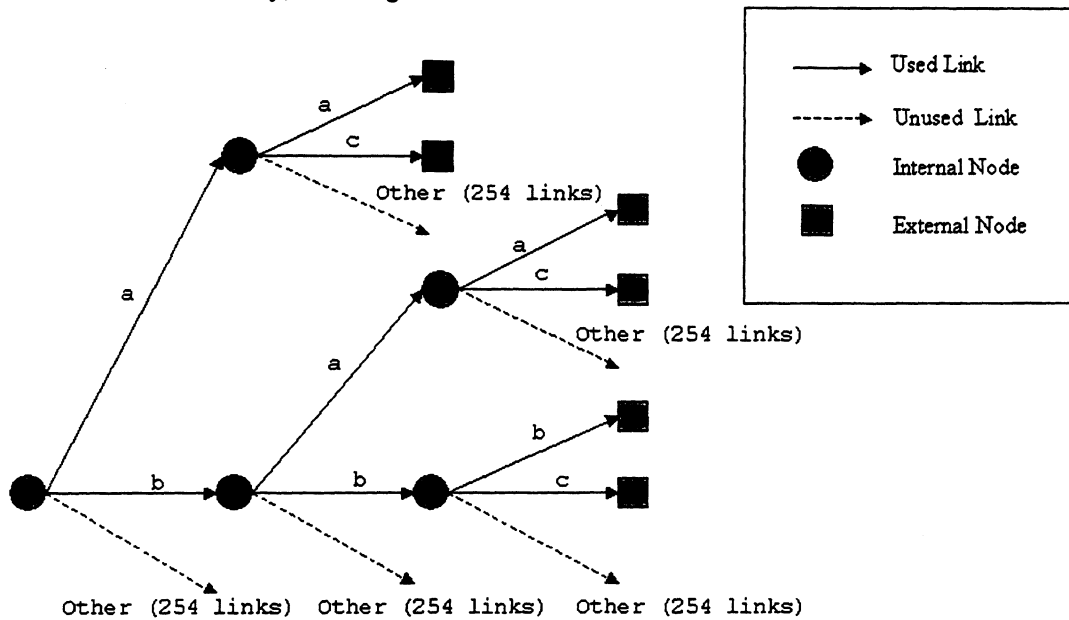 Used Link
Unused Link
Internal Node
External Node
a
c
Other (254 links)
a
a
c
Other (254 links)
a
b
b
b
c
Other (254 links) Other (254 links) Other (254 links)